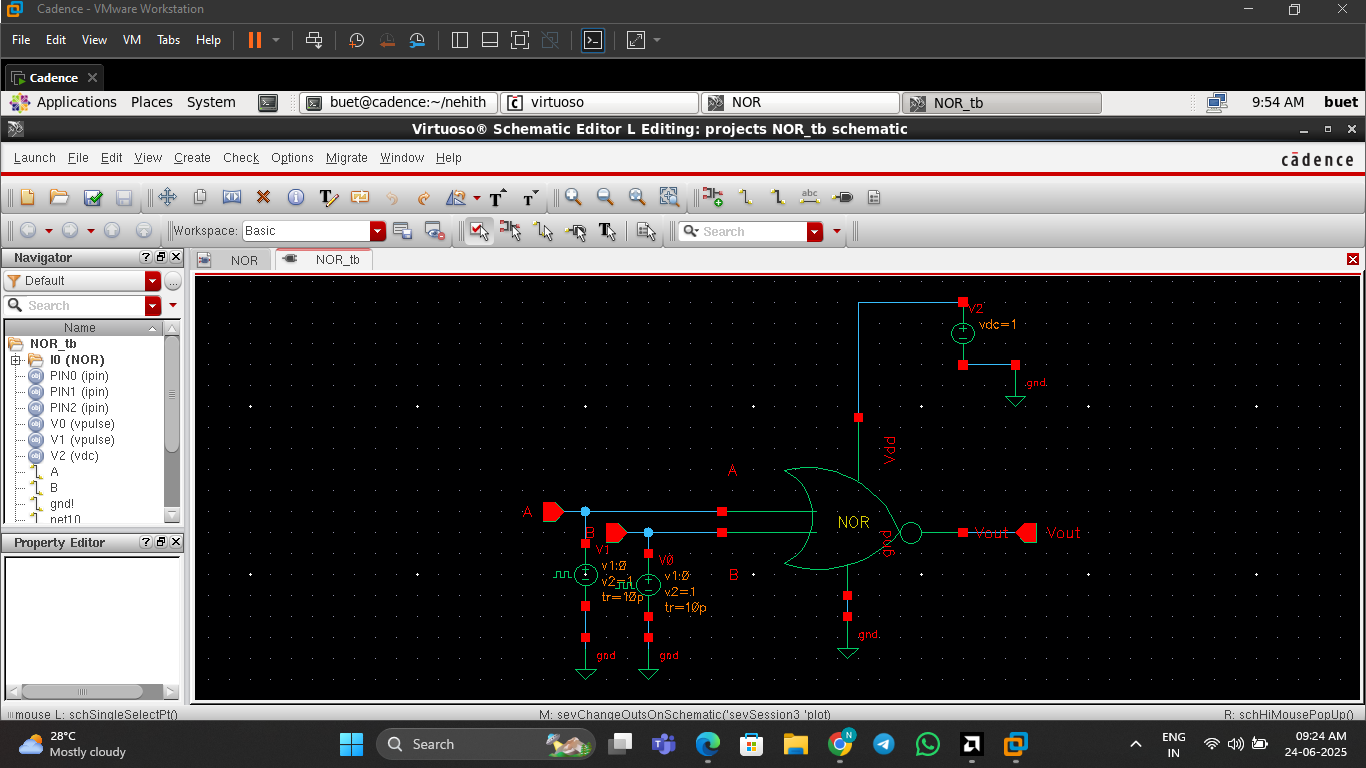 Cadence - VMware Workstation
File Edit View VM Tabs Help
Cadence
Applications Places System buet@cadence:~/nehith virtuoso NOR NOR_tb 9:54 AM buet
Virtuoso® Schematic Editor L Editing: projects NOR_tb schematic
Launch File Edit View Create Check Options Migrate Window Help cādence
abc
Workspace: Basic Search
Navigator
NOR NOR_tb
Default
Search
Name
NOR_tb
I0 (NOR)
PIN0 (ipin)
PIN1 (ipin)
PIN2 (ipin)
V0 (vpulse)
V1 (vpulse)
V2 (vdc)
A
B
gnd!
net10
Property Editor
V2
vdc=1
gnd
Vdd
A
A
NOR
B
gnd
Vout
Vout
V1
v1:0
v2=1
tr=10p
V0
v1:0
v2=1
tr=10p
B
gnd
gnd
gnd
mouse L: schSingleSelectPt() M: sevChangeOutsOnSchematic('sevSession3 'plot) R: schHiMousePopUp()
28°C
Mostly cloudy
Search
N
ENG
IN
09:24 AM
24-06-2025